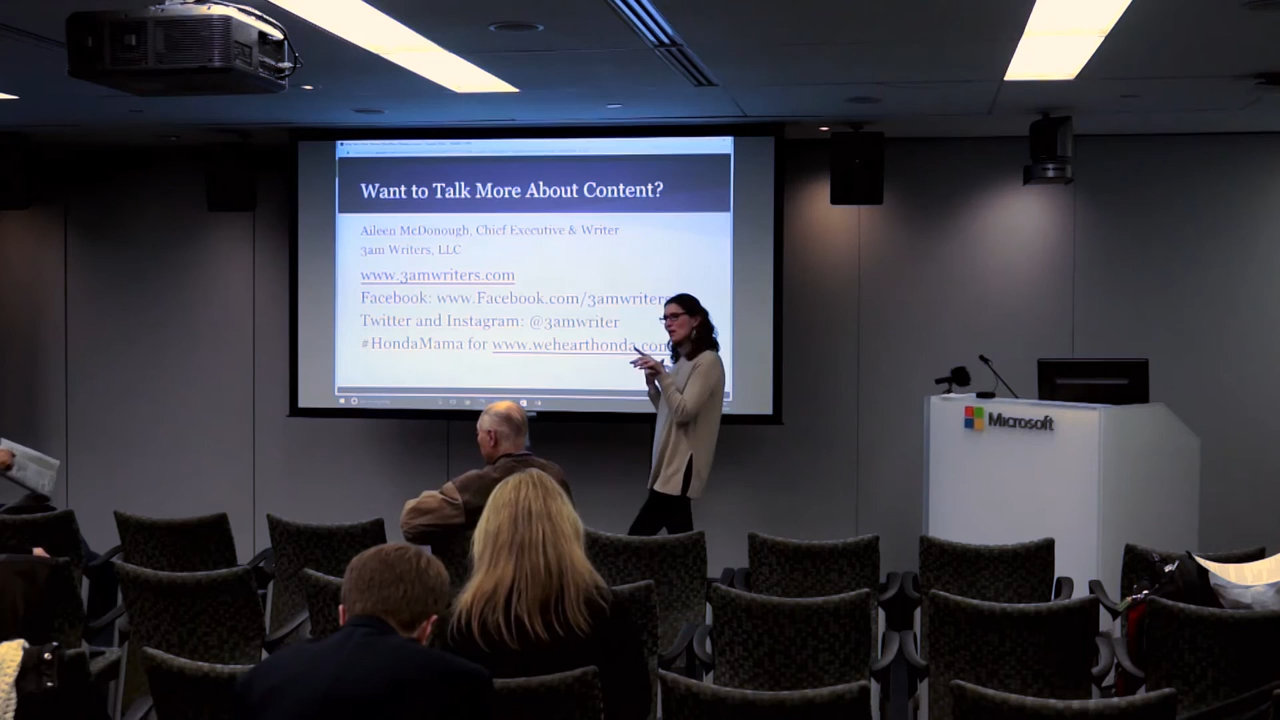 Want to Talk More About Content?
Aileen McDonough, Chief Executive & Writer
3am Writers, LLC
www.3amwriters.com
Facebook: www.Facebook.com/3amwriters
Twitter and Instagram: @3amwriter
#HondaMama for www.wehearthonda.com
Microsoft